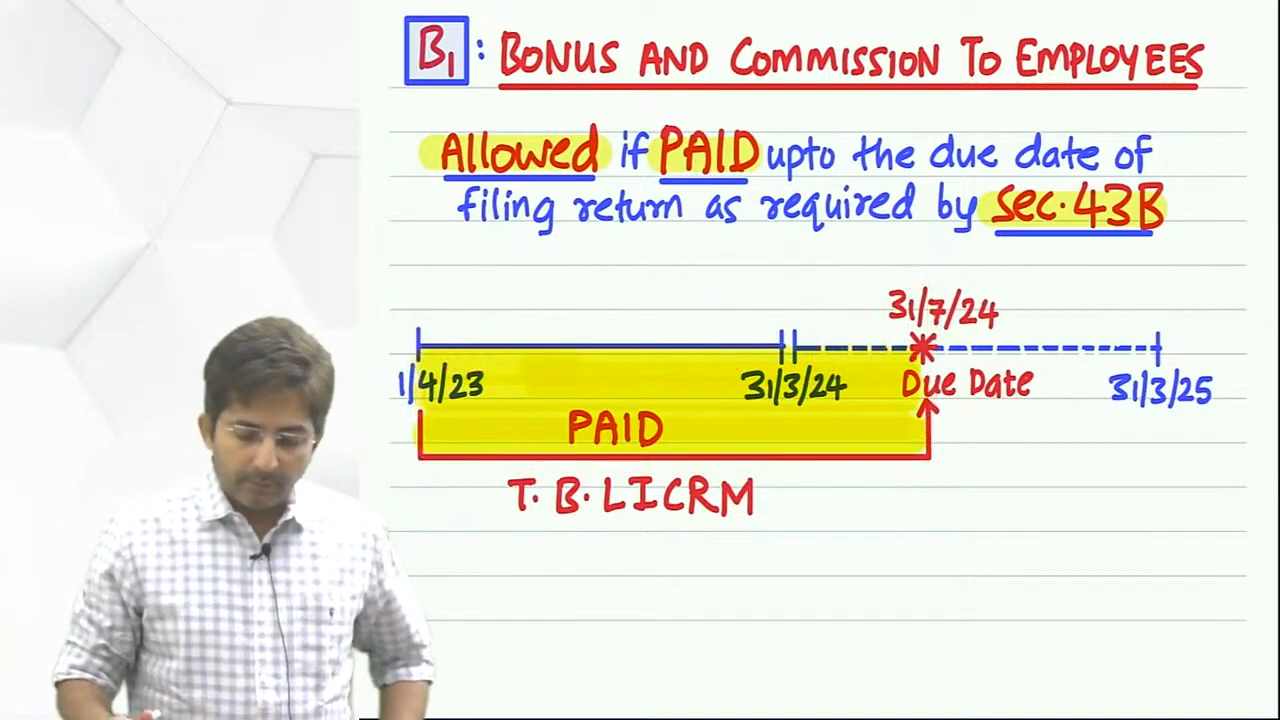 B1 : BONUS AND COMMISSION TO EMPLOYEES
Allowed if PAID upto the due date of
filing return as required by sec. 43B
31/7/24
1/4/23 31/3/24 Due Date 31/3/25
PAID
T. B. LICRM